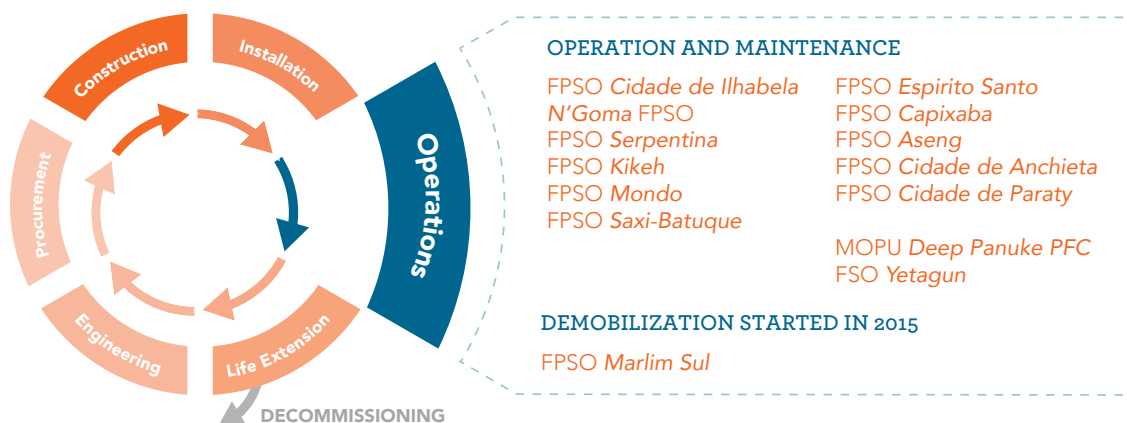 Construction
Installation
Operations
Life Extension
Engineering
Procurement
DECOMMISSIONING
OPERATION AND MAINTENANCE
FPSO Cidade de Ilhabela
N'Goma FPSO
FPSO Serpentina
FPSO Kikeh
FPSO Mondo
FPSO Saxi-Batuque
FPSO Espirito Santo
FPSO Capixaba
FPSO Aseng
FPSO Cidade de Anchieta
FPSO Cidade de Paraty
MOPU Deep Panuke PFC
FSO Yetagun
DEMOBILIZATION STARTED IN 2015
FPSO Marlim Sul